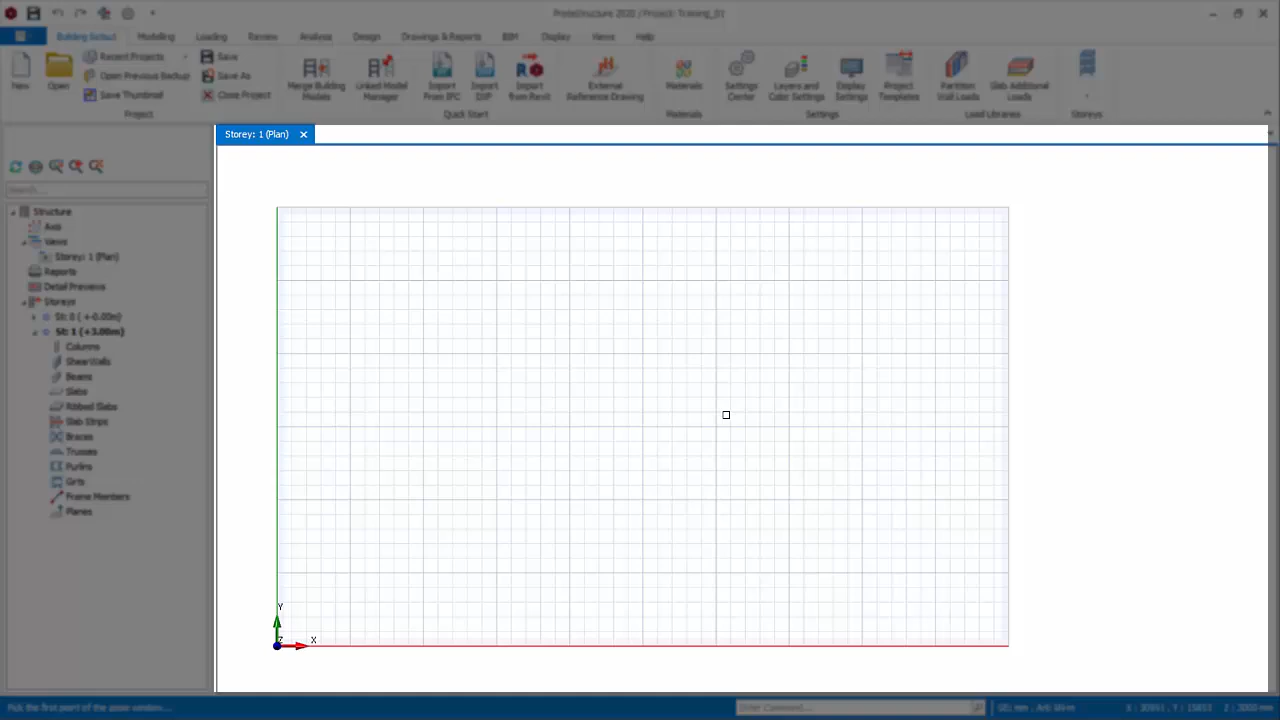 ProtaStructure 2020 / Project: Training_01
Building Setout Modelling Loading Review Analysis Design Drawings & Reports BIM Display Views Help
New
Open
Recent Projects
Open Previous Backup
Save Thumbnail
Save
Save As
Close Project
Merge Building Models
Linked Model Manager
Import From IFC
Import DXF
Import from Revit
External Reference Drawing
Materials
Settings Center
Layers and Color Settings
Display Settings
Project Templates
Partition Wall Loads
Slab Additional Loads
Project
Quick Start
Materials
Settings
Load Libraries
Storeys
Storey: 1 (Plan)
Search...
Structure
Axis
Views
Storey: 1 (Plan)
Reports
Detail Previews
Storeys
St: 0 ( +-0.00m)
St: 1 (+3.00m)
Columns
ShearWalls
Beams
Slabs
Ribbed Slabs
Slab Strips
Braces
Trusses
Purlins
Girts
Frame Members
Planes
Y
Z
X
Pick the first point of the zoom window...
Enter Command...